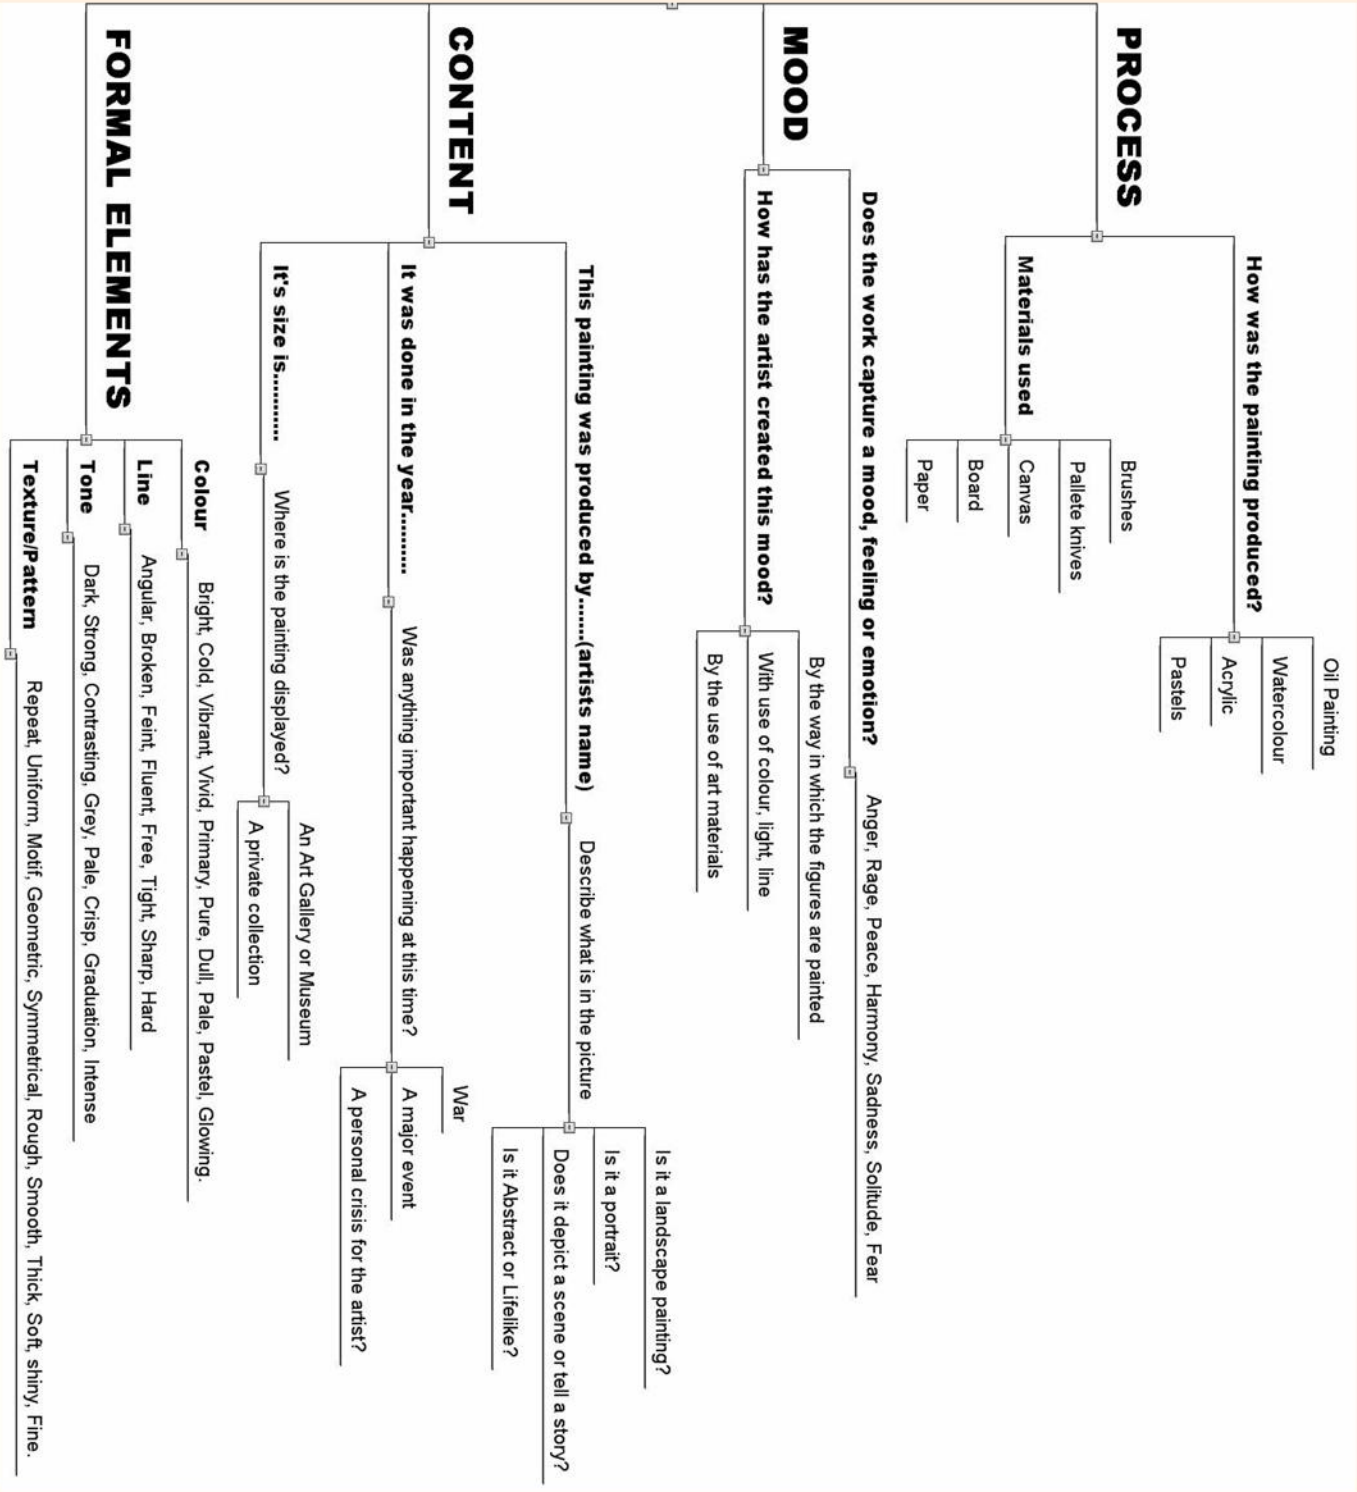 PROCESS
How was the painting produced?
Oil Painting
Watercolour
Acrylic
Pastels
Materials used
Brushes
Pallete knives
Canvas
Board
Paper
MOOD
Does the work capture a mood, feeling or emotion?
Anger, Rage, Peace, Harmony, Sadness, Solitude, Fear
How has the artist created this mood?
By the way in which the figures are painted
With use of colour, light, line
By the use of art materials
CONTENT
This painting was produced by.......(artists name)
Describe what is in the picture
Is it a landscape painting?
Is it a portrait?
Does it depict a scene or tell a story?
Is it Abstract or Lifelike?
It was done in the year..........
Was anything important happening at this time?
War
A major event
A personal crisis for the artist?
It's size is...........
Where is the painting displayed?
An Art Gallery or Museum
A private collection
FORMAL ELEMENTS
Colour
Bright, Cold, Vibrant, Vivid, Primary, Pure, Dull, Pale, Pastel, Glowing.
Line
Angular, Broken, Feint, Fluent, Free, Tight, Sharp, Hard
Tone
Dark, Strong, Contrasting, Grey, Pale, Crisp, Graduation, Intense
Texture/Pattern
Repeat, Uniform, Motif, Geometric, Symmetrical, Rough, Smooth, Thick, Soft, shiny, Fine.